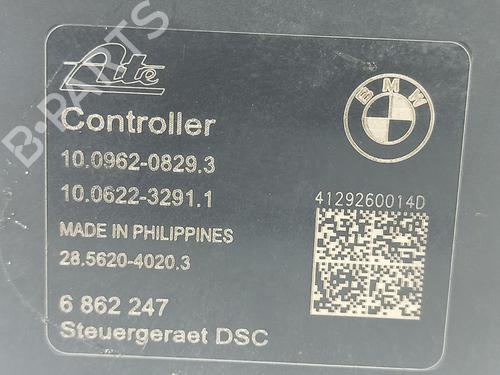 Ate
BMW
Controller
10.0962-0829.3
10.0622-3291.1
4129260014D
MADE IN PHILIPPINES
28.5620-4020.3
6 862 247
Steuergeraet DSC
B-PARTS